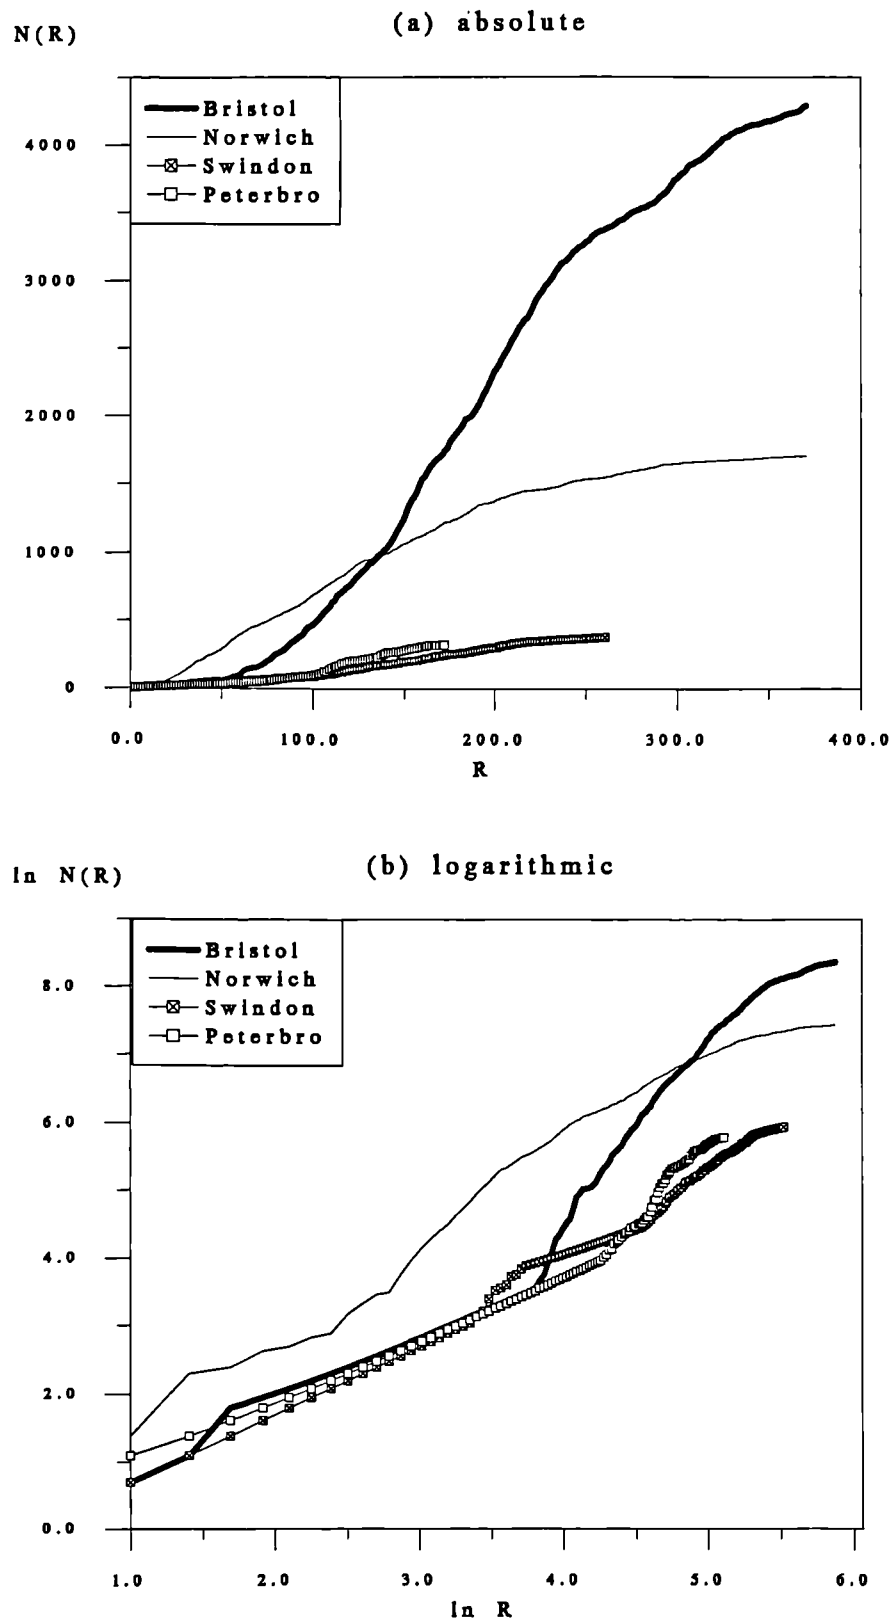 (a) absolute
N(R)
Bristol
Norwich
Swindon
Peterbro
4000
3000
2000
1000
0
0.0 100.0 200.0 300.0 400.0
R
(b) logarithmic
ln N(R)
Bristol
Norwich
Swindon
Peterbro
8.0
6.0
4.0
2.0
0.0
1.0 2.0 3.0 4.0 5.0 6.0
ln R